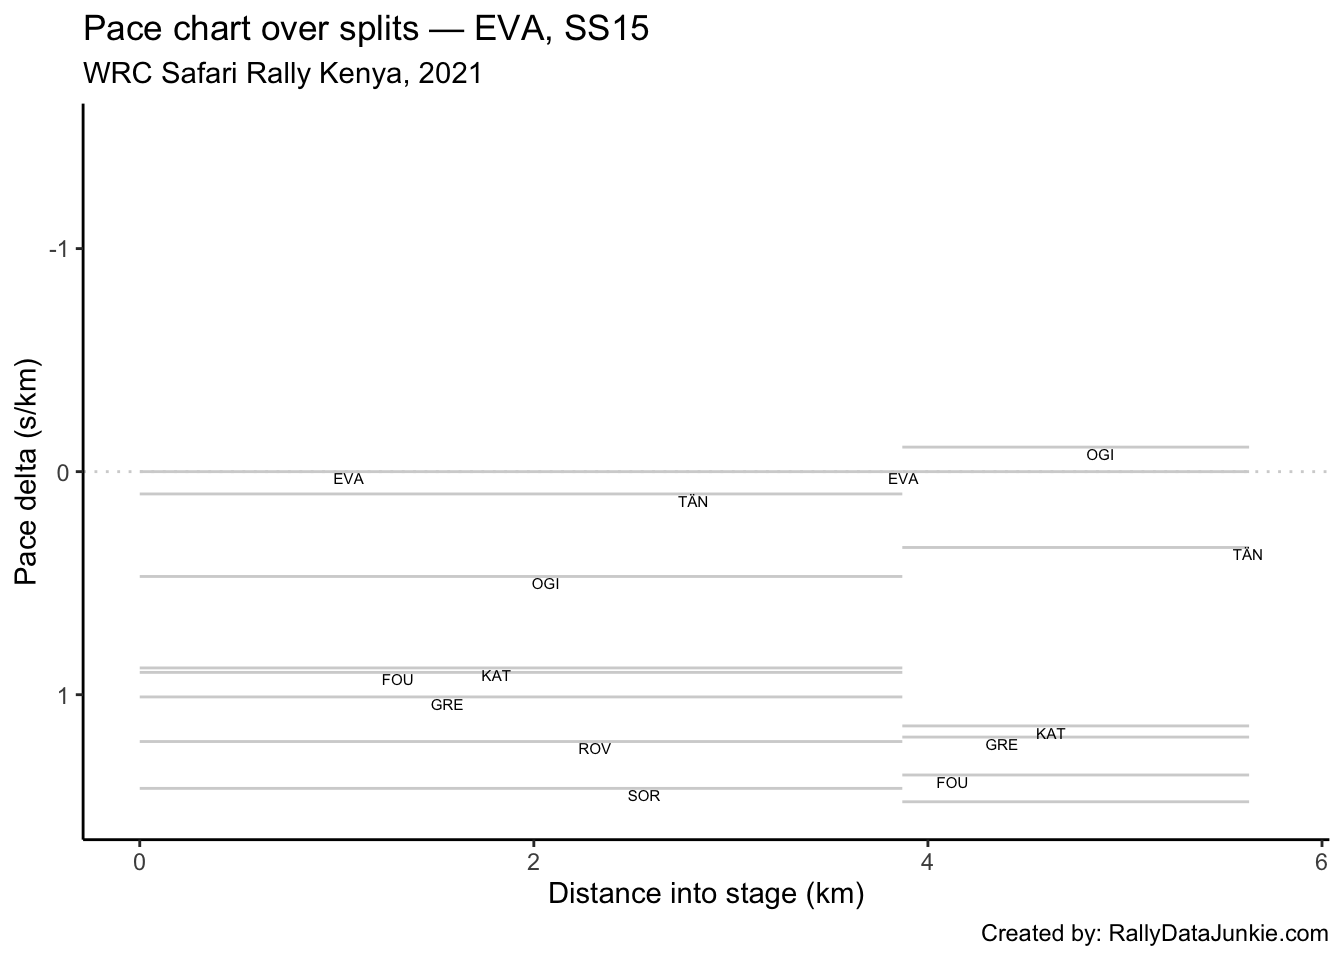 Pace chart over splits — EVA, SS15
WRC Safari Rally Kenya, 2021
Pace delta (s/km)
-1
0
1
OGI
EVA
EVA
TÄN
TÄN
OGI
KAT
FOU
GRE
KAT
GRE
ROV
FOU
SOR
0
2
4
6
Distance into stage (km)
Created by: RallyDataJunkie.com